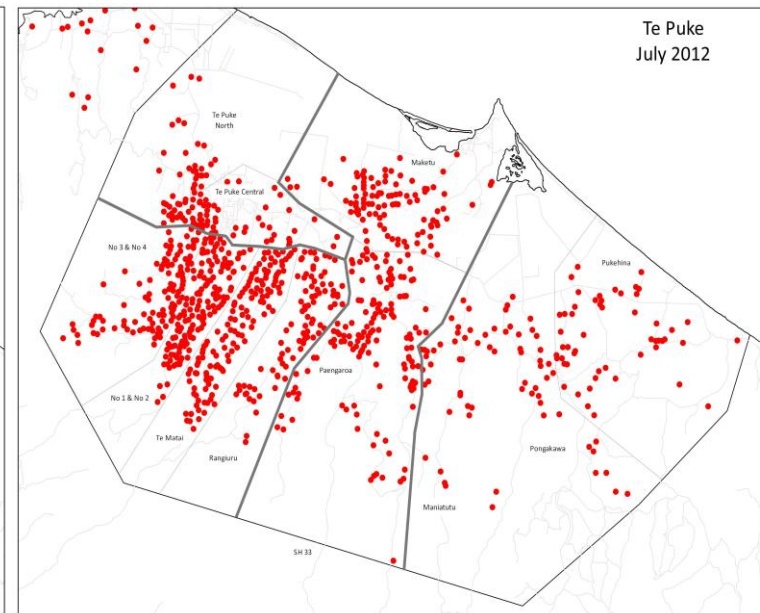 Te Puke
July 2012
Te Puke
North
Maketu
Te Puke Central
No 3 & No 4
Pukehina
Paengaroa
No 1 & No 2
Te Matai
Rangiuru
Pongakawa
Maniatutu
SH 33